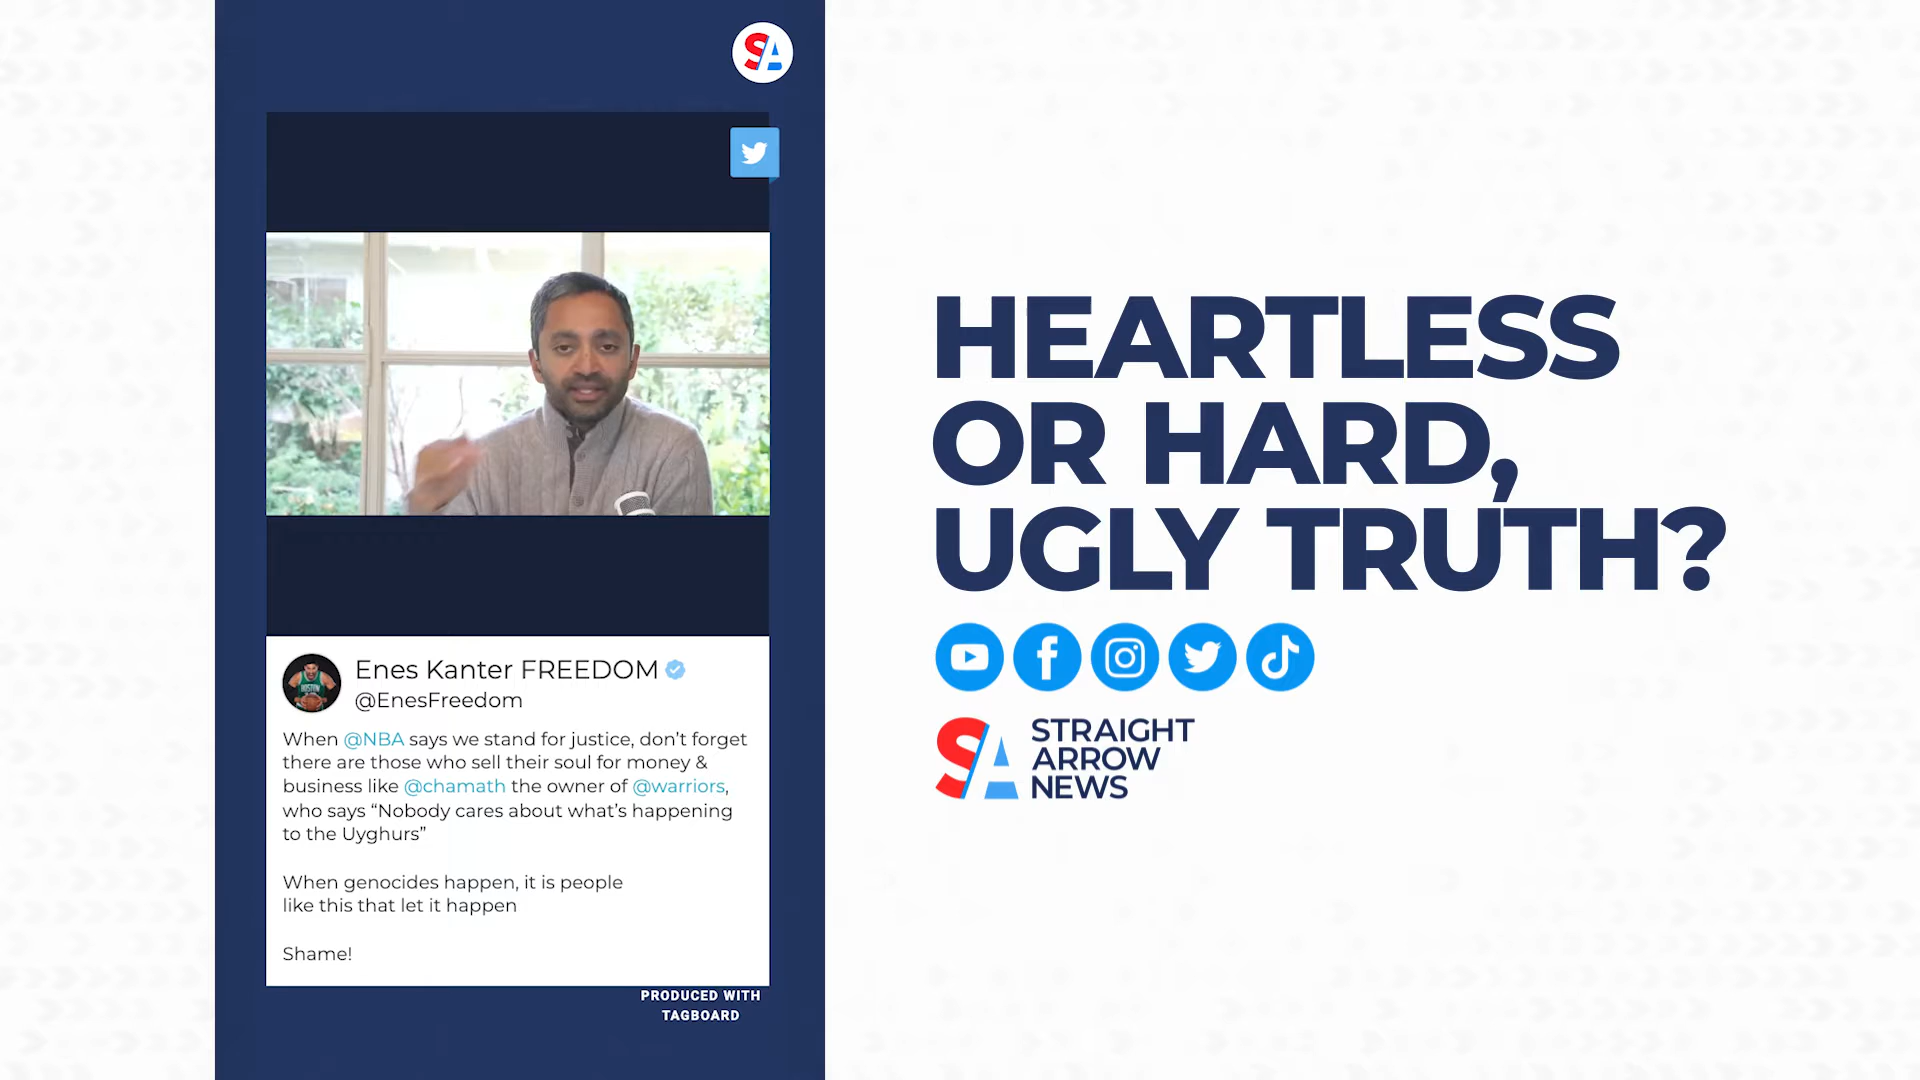 SA
Enes Kanter FREEDOM
@EnesFreedom
When @NBA says we stand for justice, don't forget
there are those who sell their soul for money &
business like @chamath the owner of @warriors,
who says “Nobody cares about what's happening
to the Uyghurs”
When genocides happen, it is people
like this that let it happen
Shame!
PRODUCED WITH
TAGBOARD
HEARTLESS
OR HARD,
UGLY TRUTH?
SA
STRAIGHT
ARROW
NEWS